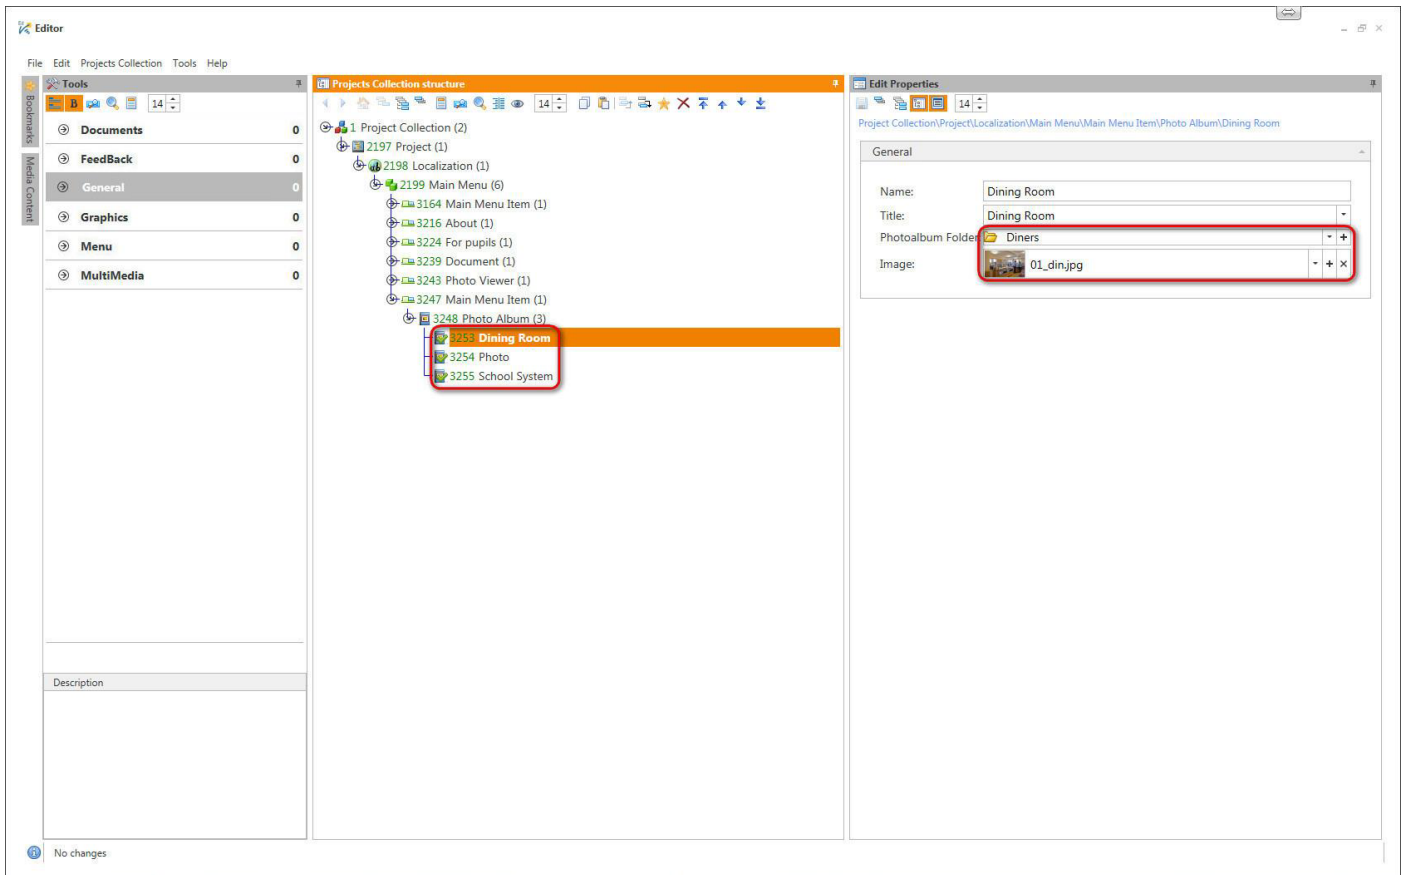 Editor
File Edit Projects Collection Tools Help
Bookmarks
Media Content
Tools
B 14
Documents 0
FeedBack 0
General 0
Graphics 0
Menu 0
MultiMedia 0
Description
Projects Collection structure
14
1 Project Collection (2)
2197 Project (1)
2198 Localization (1)
2199 Main Menu (6)
3164 Main Menu Item (1)
3216 About (1)
3224 For pupils (1)
3239 Document (1)
3243 Photo Viewer (1)
3247 Main Menu Item (1)
3248 Photo Album (3)
3253 Dining Room
3254 Photo
3255 School System
Edit Properties
14
Project Collection\Project\Localization\Main Menu\Main Menu Item\Photo Album\Dining Room
General
Name: Dining Room
Title: Dining Room
Photoalbum Folder Diners
Image: 01_din.jpg
No changes